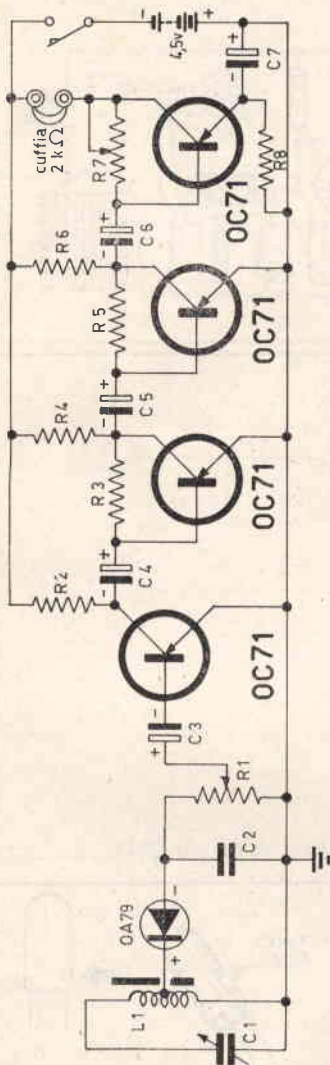 L1
C1
OA79
+
-
C2
R1
+
-
C3
OC71
R2
-
+
C4
R3
OC71
R4
-
+
C5
R5
OC71
R6
-
+
C6
R7
cuffia
2 kΩ
OC71
R8
-
+
C7
-
+
4,5v